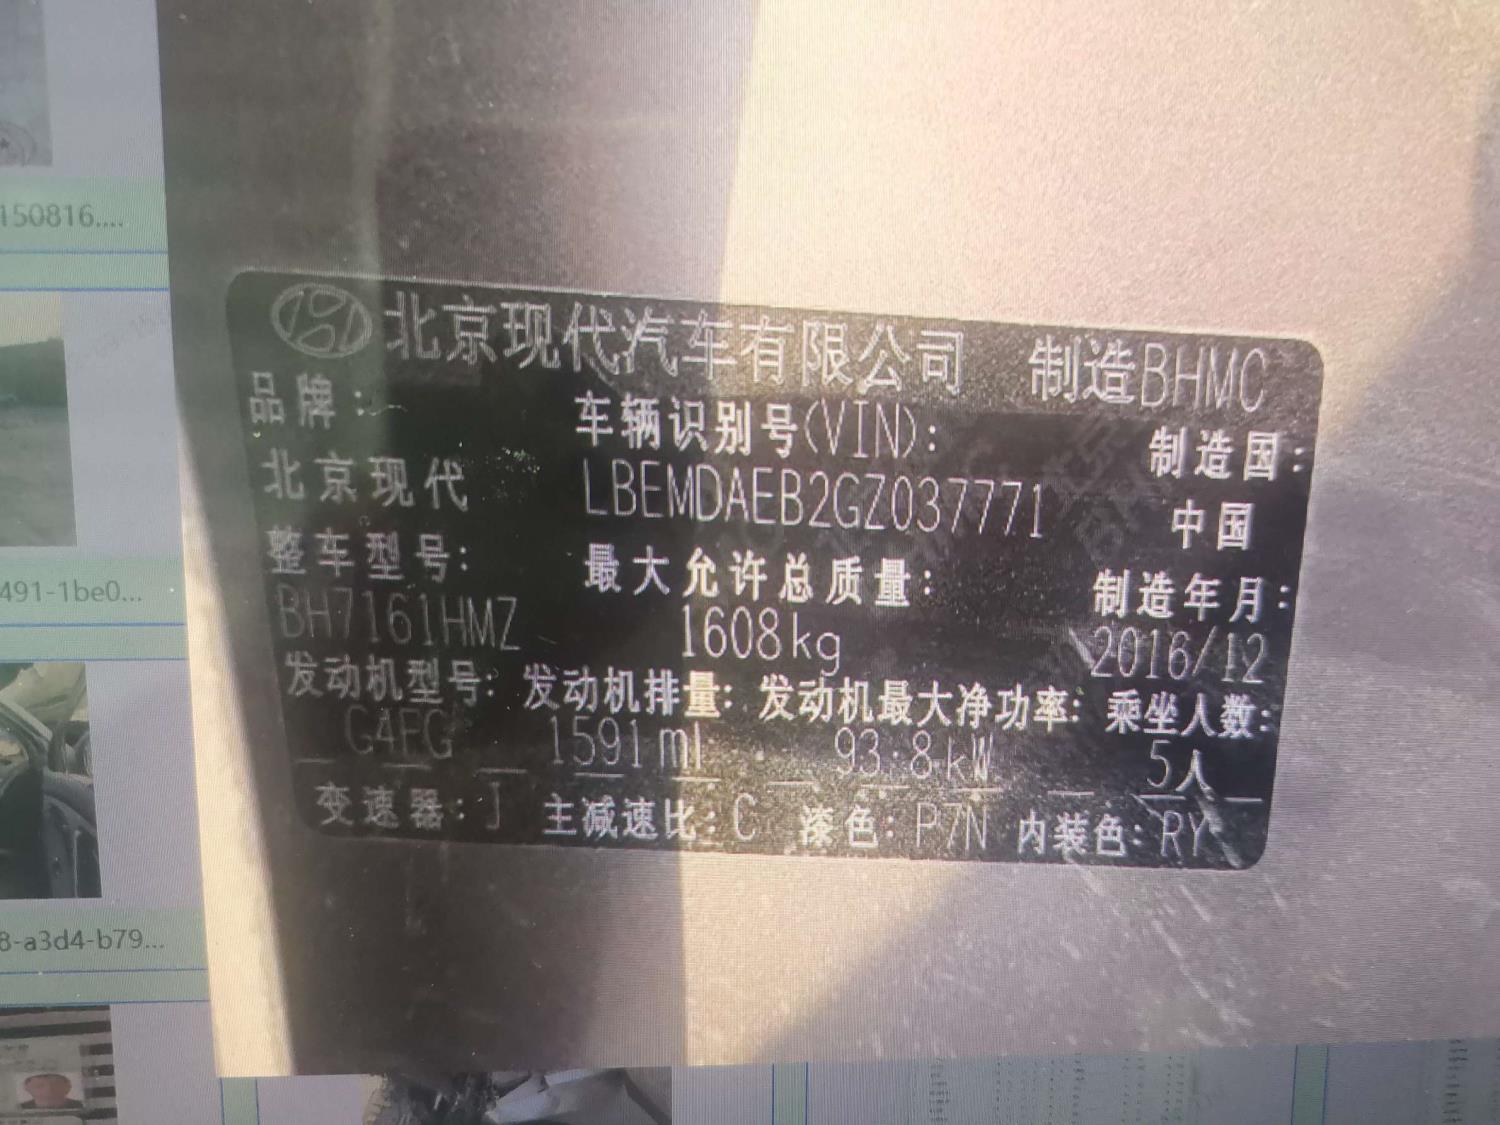 150816....
491-1be0...
8-a3d4-b79...
北京现代汽车有限公司 制造BHMC
品牌: 车辆识别号(VIN): 制造国:
北京现代 LBEMDAEB2GZ037771 中国
整车型号: 最大允许总质量: 制造年月:
BH7161HMZ 1608kg 2016/12
发动机型号: 发动机排量: 发动机最大净功率: 乘坐人数:
G4FG 1591ml 93.8kW 5人
变速器: J 主减速比: C 漆色: P7N 内装色: RY